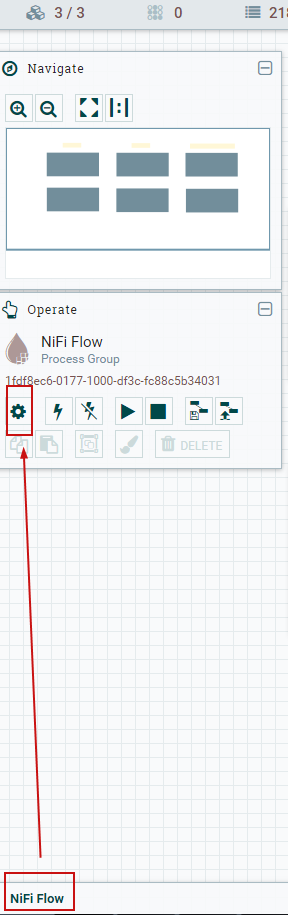 3 / 3 0 218
Navigate
Operate
NiFi Flow
Process Group
1fdf8ec6-0177-1000-df3c-fc88c5b34031
DELETE
NiFi Flow